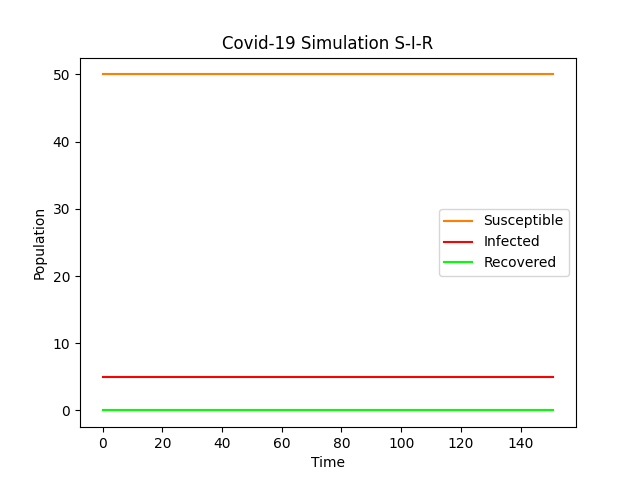 Covid-19 Simulation S-I-R
50
40
30
20
10
0
Population
Susceptible
Infected
Recovered
0 20 40 60 80 100 120 140
Time